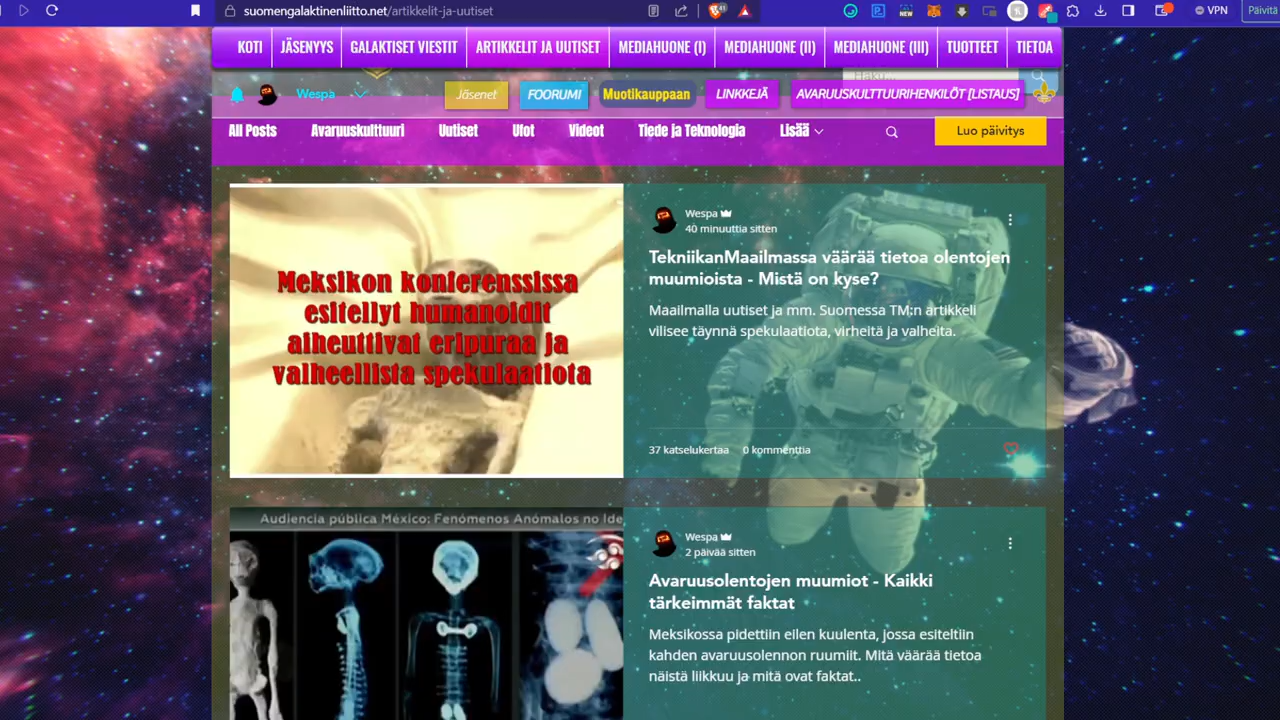 suomengalaktinenliitto.net/artikkelit-ja-uutiset
41
NEW
VPN
Päivitä
KOTI JÄSENYYS GALAKTISET VIESTIT ARTIKKELIT JA UUTISET MEDIAHUONE (I) MEDIAHUONE (II) MEDIAHUONE (III) TUOTTEET TIETOA
Haku...
Wespa
Jäsenet
FOORUMI
Muotikauppaan
LINKKEJÄ
AVARUUSKULTTUURIHENKILÖT [LISTAUS]
All Posts Avaruuskulttuuri Uutiset Ufot Videot Tiede ja Teknologia Lisää
Luo päivitys
Meksikon konferenssissa
esitellyt humanoidit
aiheuttivat eripuraa ja
valheellista spekulaatiota
Wespa
40 minuuttia sitten
TekniikanMaailmassa väärää tietoa olentojen
muumioista - Mistä on kyse?
Maailmalla uutiset ja mm. Suomessa TM:n artikkeli
vilisee täynnä spekulaatiota, virheitä ja valheita.
37 katselukertaa 0 kommenttia
Audiencia pública México: Fenómenos Anómalos no Ide
Wespa
2 päivää sitten
Avaruusolentojen muumiot - Kaikki
tärkeimmät faktat
Meksikossa pidettiin eilen kuulenta, jossa esiteltiin
kahden avaruusolennon ruumiit. Mitä väärää tietoa
näistä liikkuu ja mitä ovat faktat..